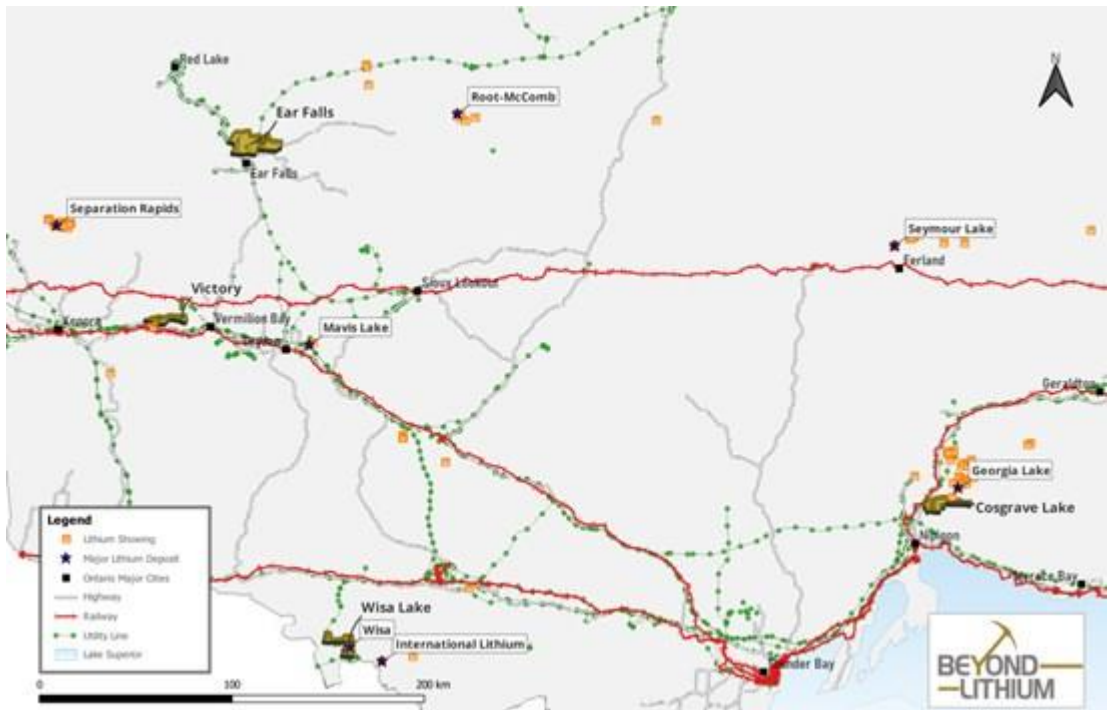 Red Lake
N
Root-McComb
Ear Falls
Ear Falls
Separation Rapids
Seymour Lake
Sioux Lookout
Victory
Kenora
Vermilion Bay
Mavis Lake
Geraldton
Georgia Lake
Cosgrave Lake
Nipigon
Wisa Lake
Wisa
International Lithium
Thunder Bay
Legend
Lithium Showing
Major Lithium Deposit
Ontario Major Cities
Highway
Railway
Utility Line
Lake Superior
0 100 200 km
BEYOND
LITHIUM